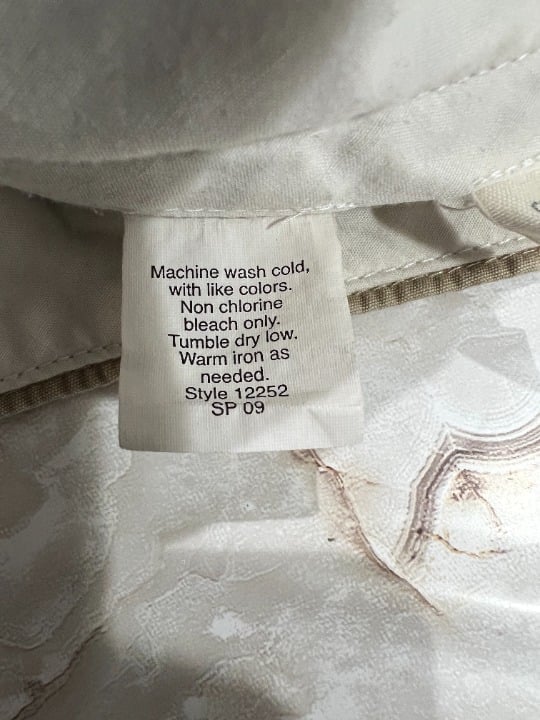 Machine wash cold,
with like colors.
Non chlorine
bleach only.
Tumble dry low.
Warm iron as
needed.
Style 12252
SP 09